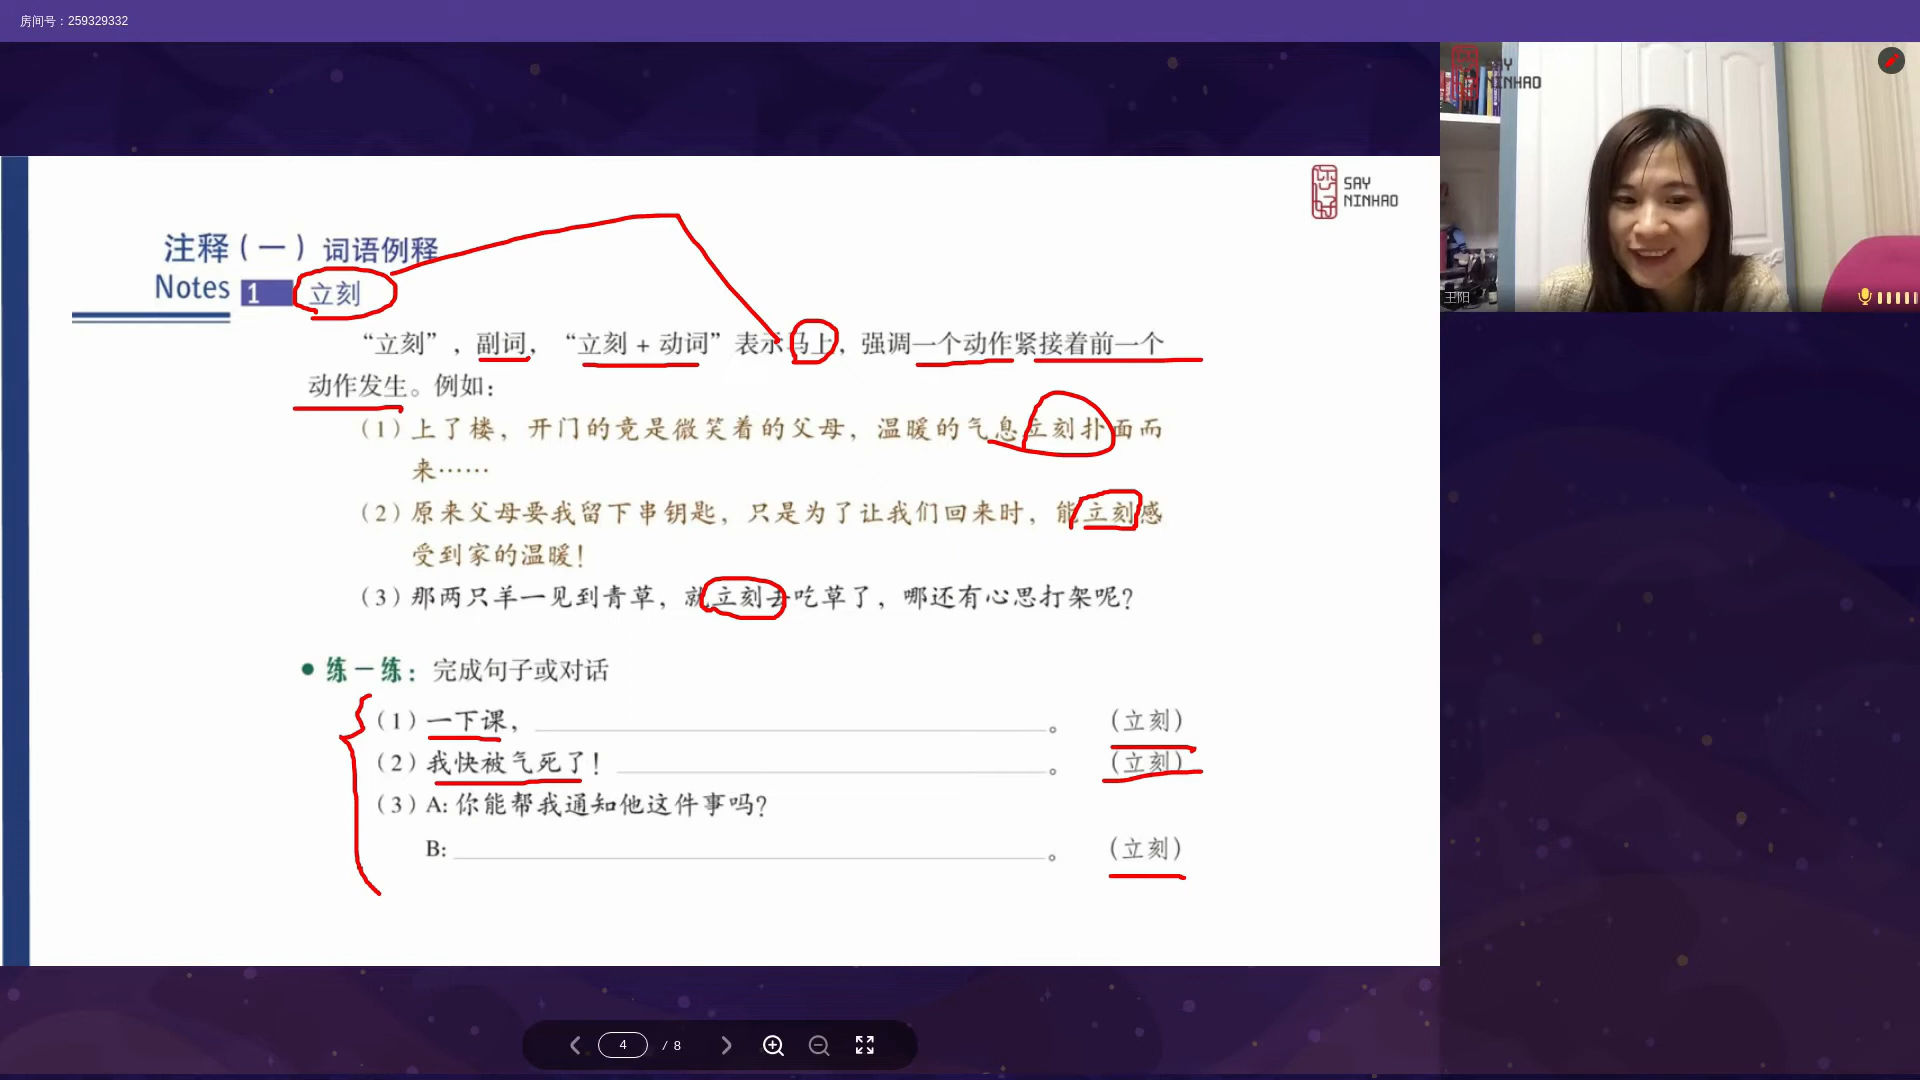 房间号：259329332
SAY
NINHAO
SAY
NINHAO
王阳
注释（一）词语例释
Notes 1 立刻
“立刻”，副词，“立刻 + 动词”表示马上，强调一个动作紧接着前一个
动作发生。例如：
（1）上了楼，开门的竟是微笑着的父母，温暖的气息立刻扑面而
来……
（2）原来父母要我留下串钥匙，只是为了让我们回来时，能立刻感
受到家的温暖！
（3）那两只羊一见到青草，就立刻去吃草了，哪还有心思打架呢？
● 练一练：完成句子或对话
（1）一下课，______。（立刻）
（2）我快被气死了！______。（立刻）
（3）A: 你能帮我通知他这件事吗？
B: ______。（立刻）
4 / 8